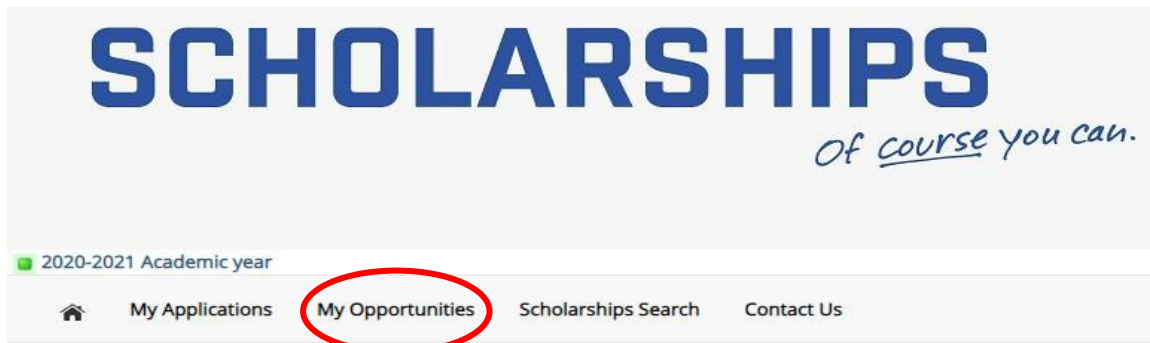 SCHOLARSHIPS
Of course you can.
2020-2021 Academic year
My Applications My Opportunities Scholarships Search Contact Us